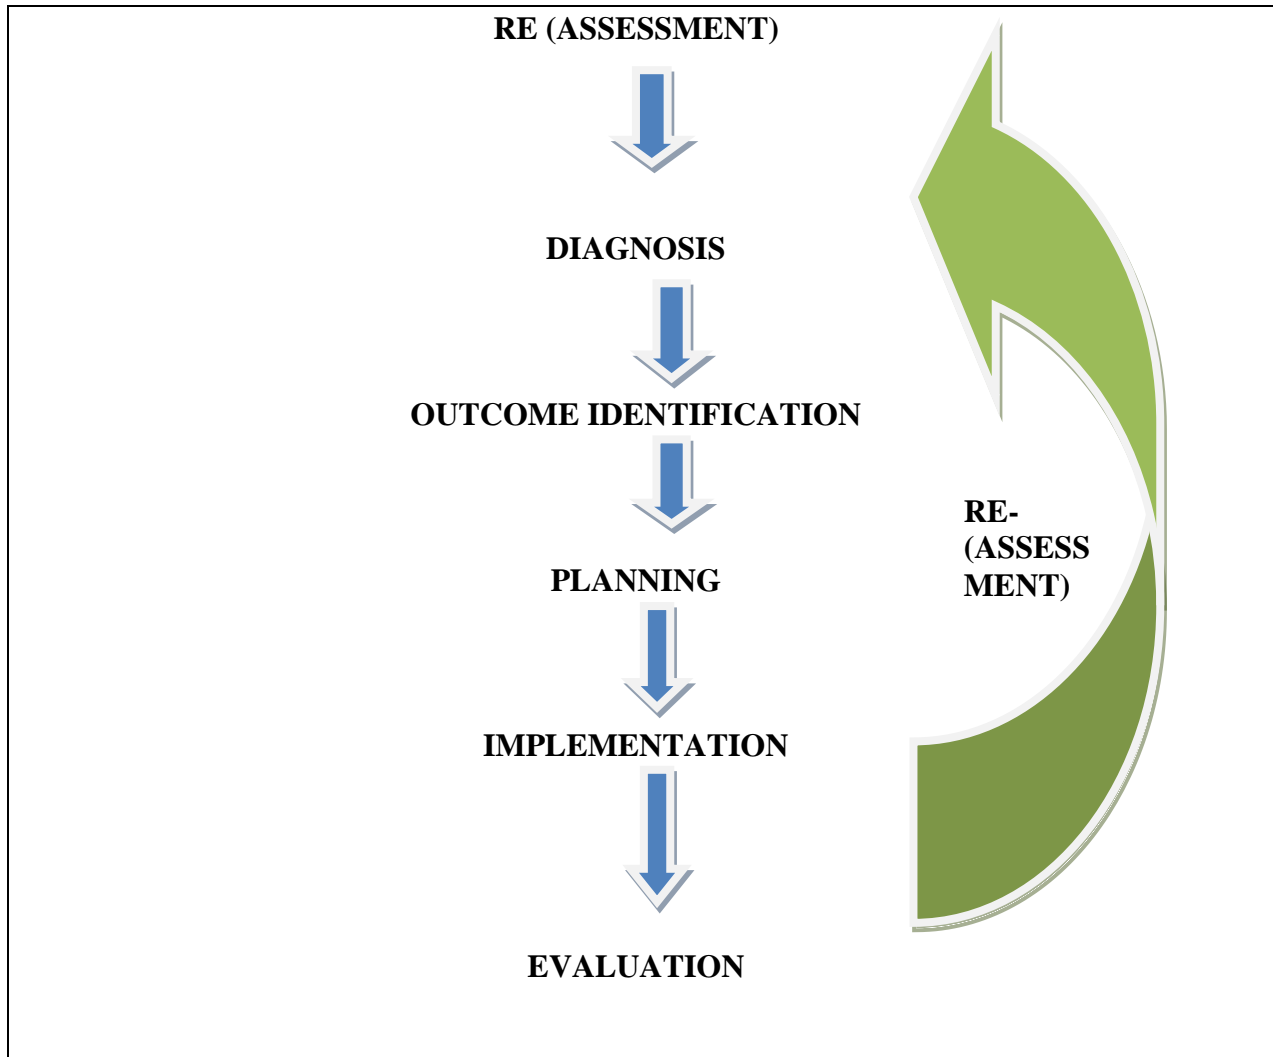 RE (ASSESSMENT)
DIAGNOSIS
OUTCOME IDENTIFICATION
RE-
(ASSESS
MENT)
PLANNING
IMPLEMENTATION
EVALUATION